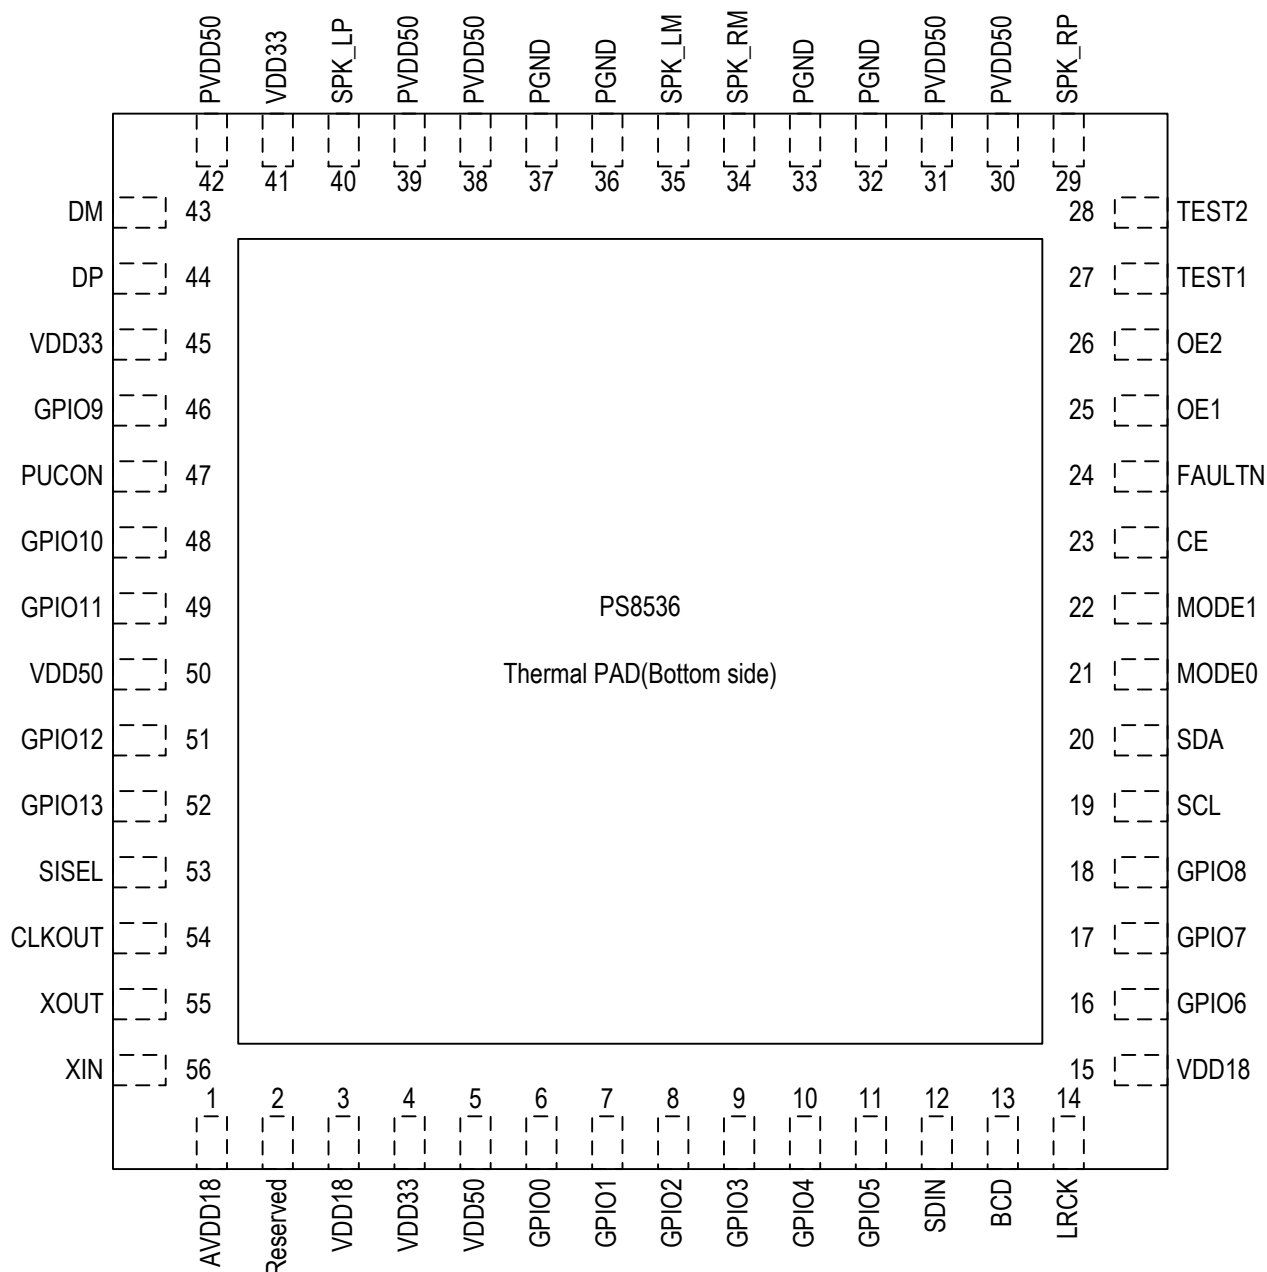 PVDD50
VDD33
SPK_LP
PVDD50
PVDD50
PGND
PGND
SPK_LM
SPK_RM
PGND
PGND
PVDD50
PVDD50
SPK_RP
42 41 40 39 38 37 36 35 34 33 32 31 30 29
DM 43 28 TEST2
DP 44 27 TEST1
VDD33 45 26 OE2
GPIO9 46 25 OE1
PUCON 47 24 FAULTN
GPIO10 48 23 CE
GPIO11 49 22 MODE1
VDD50 50 21 MODE0
GPIO12 51 20 SDA
GPIO13 52 19 SCL
SISEL 53 18 GPIO8
CLKOUT 54 17 GPIO7
XOUT 55 16 GPIO6
XIN 56 15 VDD18
PS8536
Thermal PAD(Bottom side)
1 2 3 4 5 6 7 8 9 10 11 12 13 14
AVDD18
Reserved
VDD18
VDD33
VDD50
GPIO0
GPIO1
GPIO2
GPIO3
GPIO4
GPIO5
SDIN
BCD
LRCK